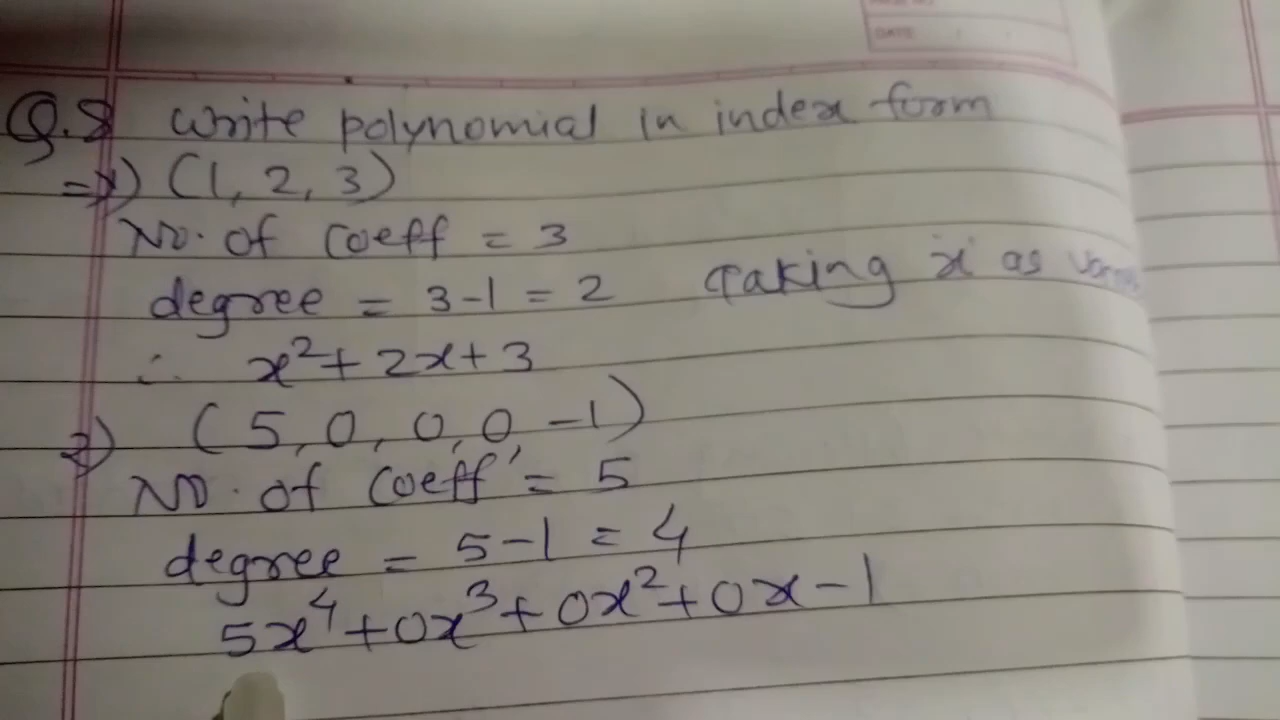 DATE
Q.8 Write polynomial in index form
=> 1) (1, 2, 3)
No. of coeff = 3
degree = 3-1 = 2 Taking x as
∴ x²+ 2x+ 3
2) (5, 0, 0, 0, -1)
No. of coeff = 5
degree = 5-1 = 4
5x⁴+0x³+0x²+0x-1